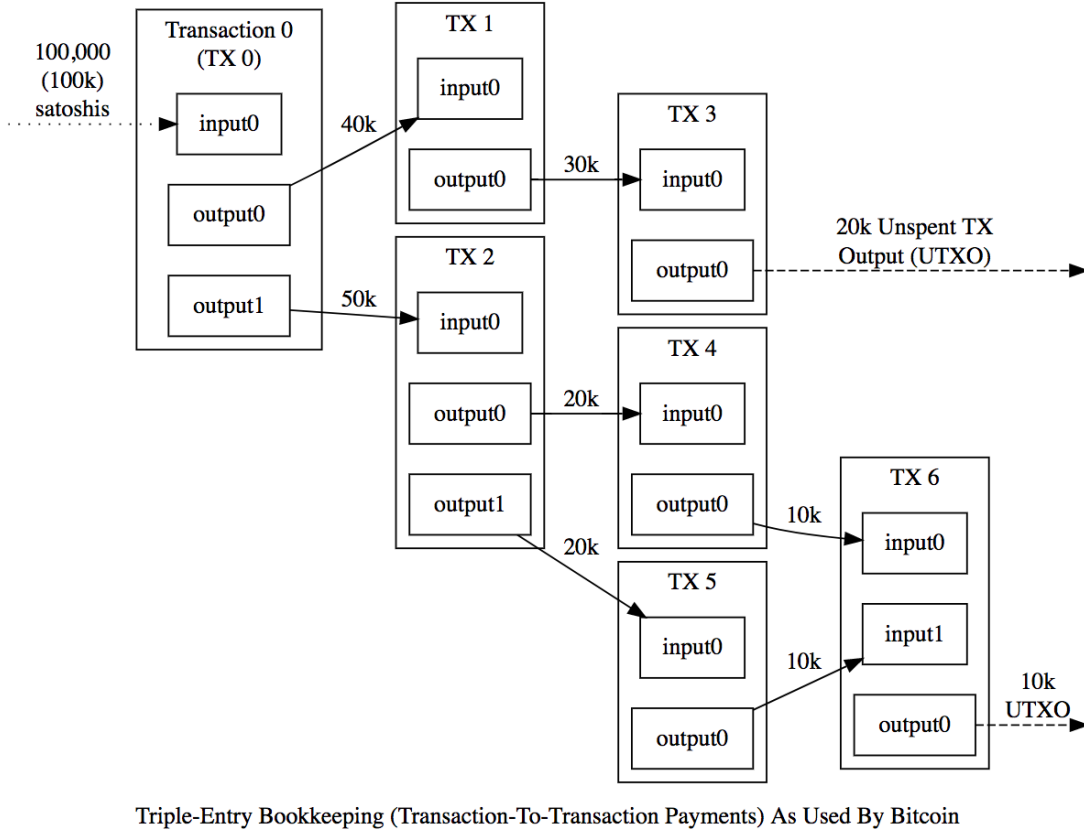 Transaction 0
(TX 0)
100,000
(100k)
satoshis
input0
output0
output1
40k
50k
TX 1
input0
output0
30k
TX 2
input0
output0
output1
20k
20k
TX 3
input0
output0
20k Unspent TX
Output (UTXO)
TX 4
input0
output0
10k
TX 5
input0
output0
10k
TX 6
input0
input1
output0
10k
UTXO
Triple-Entry Bookkeeping (Transaction-To-Transaction Payments) As Used By Bitcoin